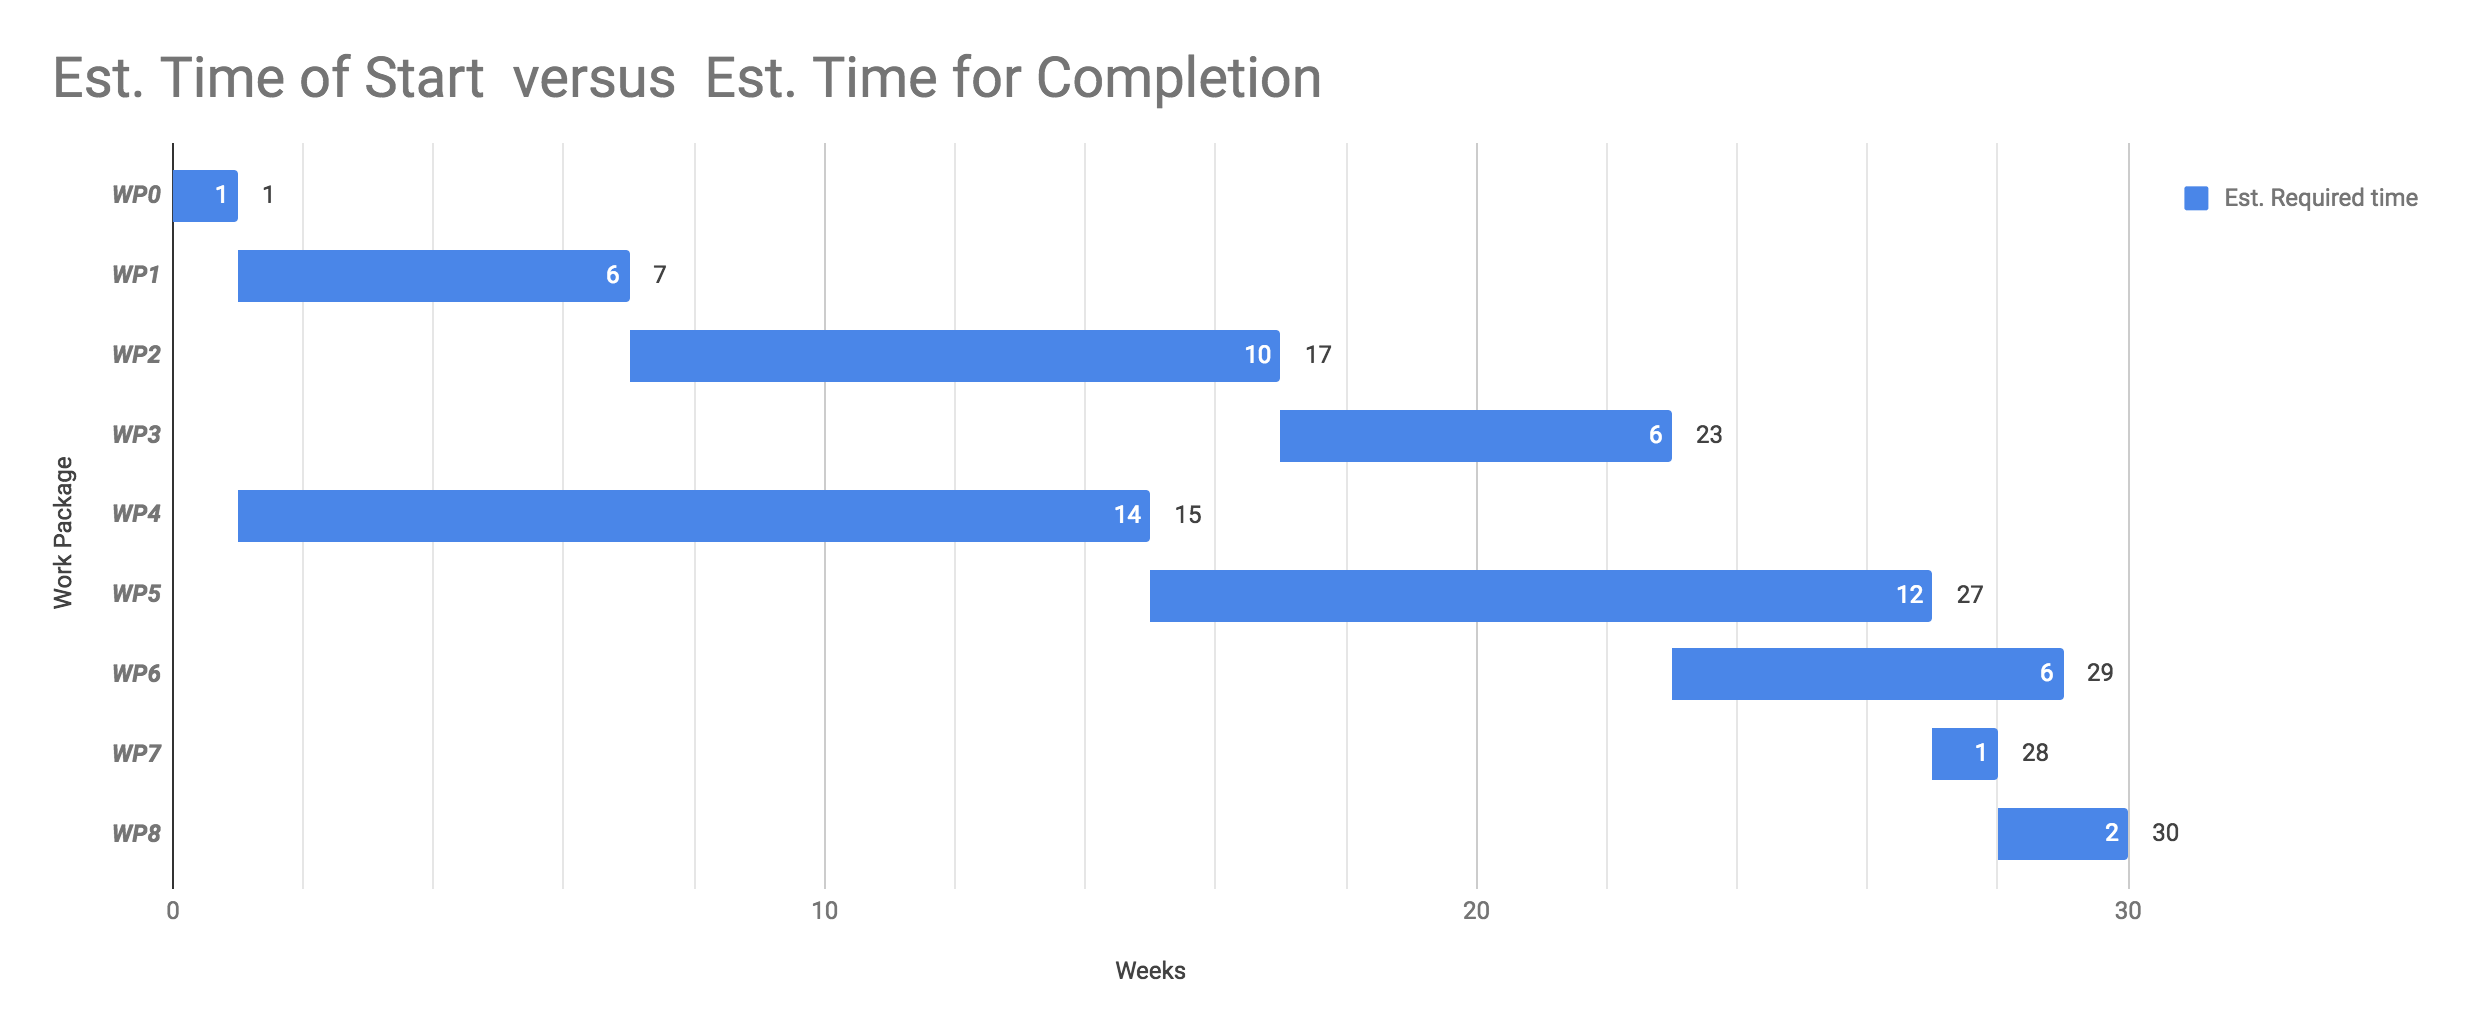 Est. Time of Start versus Est. Time for Completion
Est. Required time
Work Package
WP0 1 1
WP1 6 7
WP2 10 17
WP3 6 23
WP4 14 15
WP5 12 27
WP6 6 29
WP7 1 28
WP8 2 30
0 10 20 30
Weeks